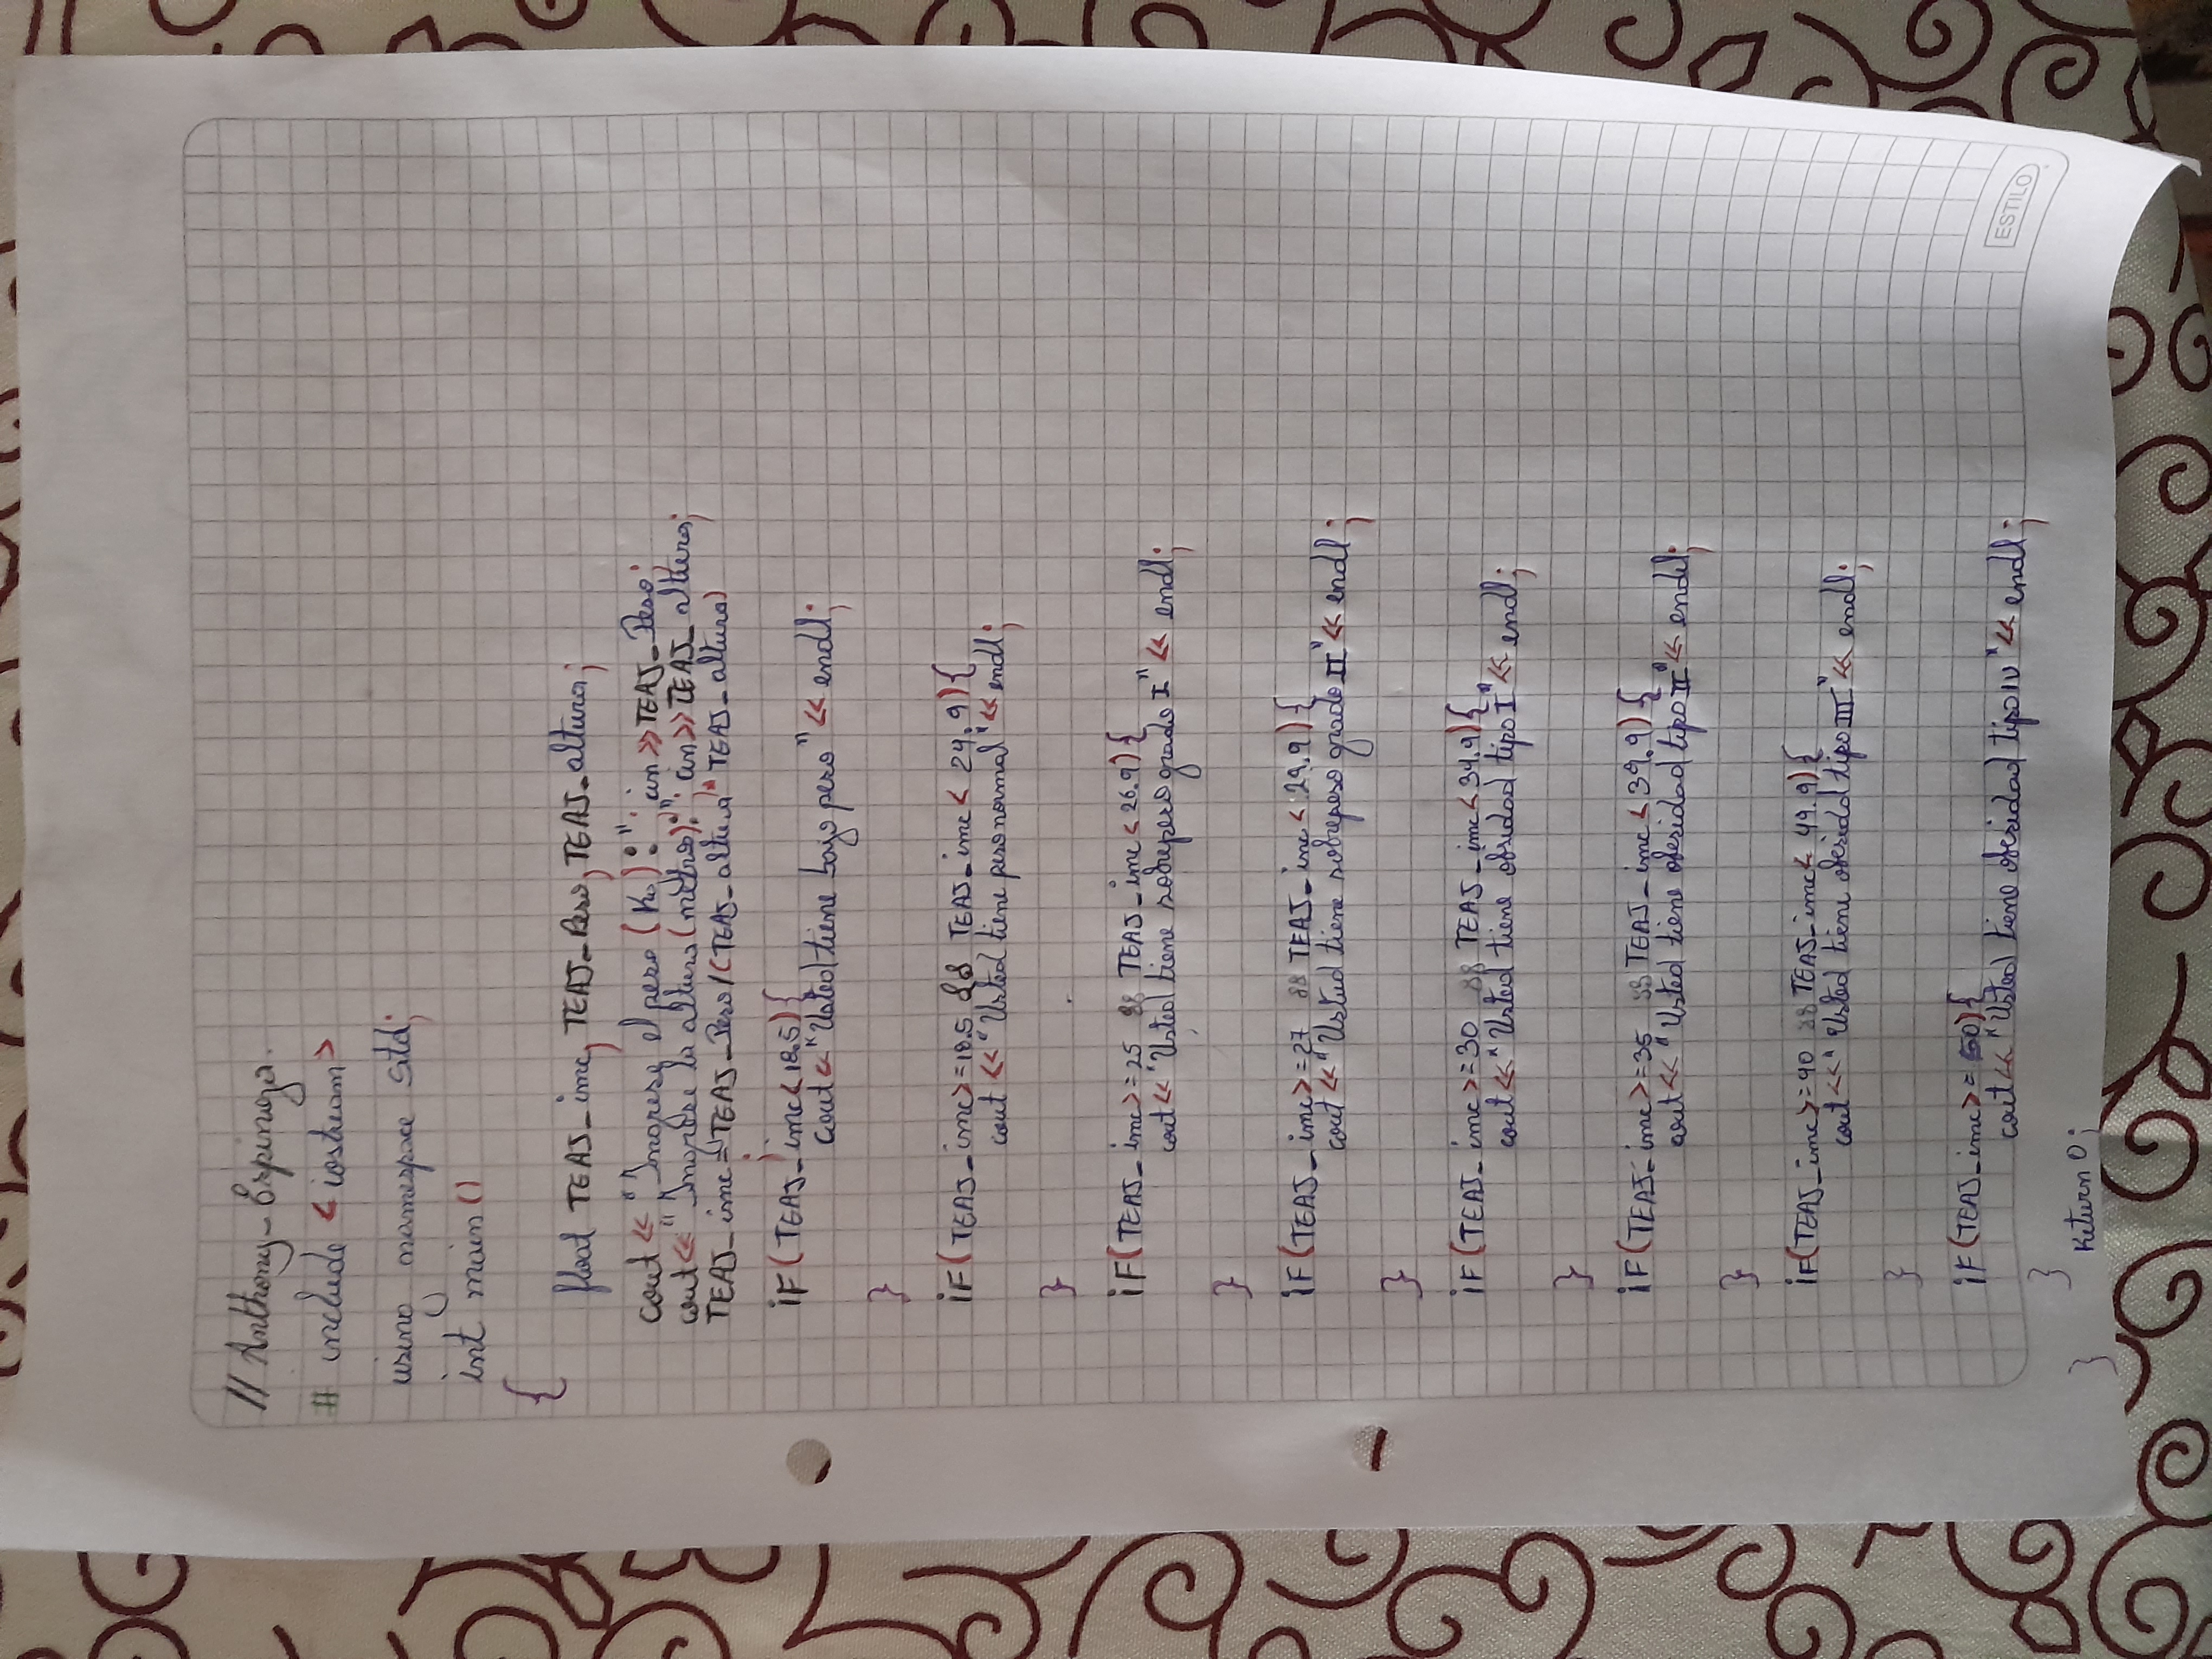 // Anthony_Espinoza.
# include <iostream>
using namespace std;
int main()
{
float TEAJ_imc, TEAJ_Peso, TEAJ_altura;
cout << "Ingrese el peso (Kg):"; cin>>TEAJ_Peso;
cout<< "Ingrese la altura (metros):"; cin>>TEAJ_altura;
TEAJ_imc=TEAJ_Peso/(TEAJ_altura * TEAJ_altura)
;
iF(TEAJ_imc<18.5){
cout<<"Usted tiene bajo peso"<< endl;
}
iF(TEAJ_imc>=18.5 && TEAJ_imc< 24.9){
cout <<"Usted tiene peso normal"<< endl;
}
iF(TEAJ_imc>=25 && TEAJ_imc<26.9){
cout<<"Usted tiene sobrepeso grado I"<< endl;
}
iF(TEAJ_imc>=27 && TEAJ_imc<29.9){
cout<<"Usted tiene sobrepeso grado II"<< endl;
}
iF(TEAJ_imc>=30 && TEAJ_imc<34.9){
cout<<"Usted tiene obsidad tipo I"<< endl;
}
iF(TEAJ_imc>=35 && TEAJ_imc<39.9){
cout<<"Usted tiene obesidad tipo II"<< endl;
}
iF(TEAJ_imc>=40 && TEAJ_imc< 49.9){
cout<<"Usted tiene obesidd tipo III"<< endl;
}
iF(TEAJ_imc>=50){
cout<<"Usted tiene obesidad tipo IV"<< endl;
}
Return 0;
}
ESTILO